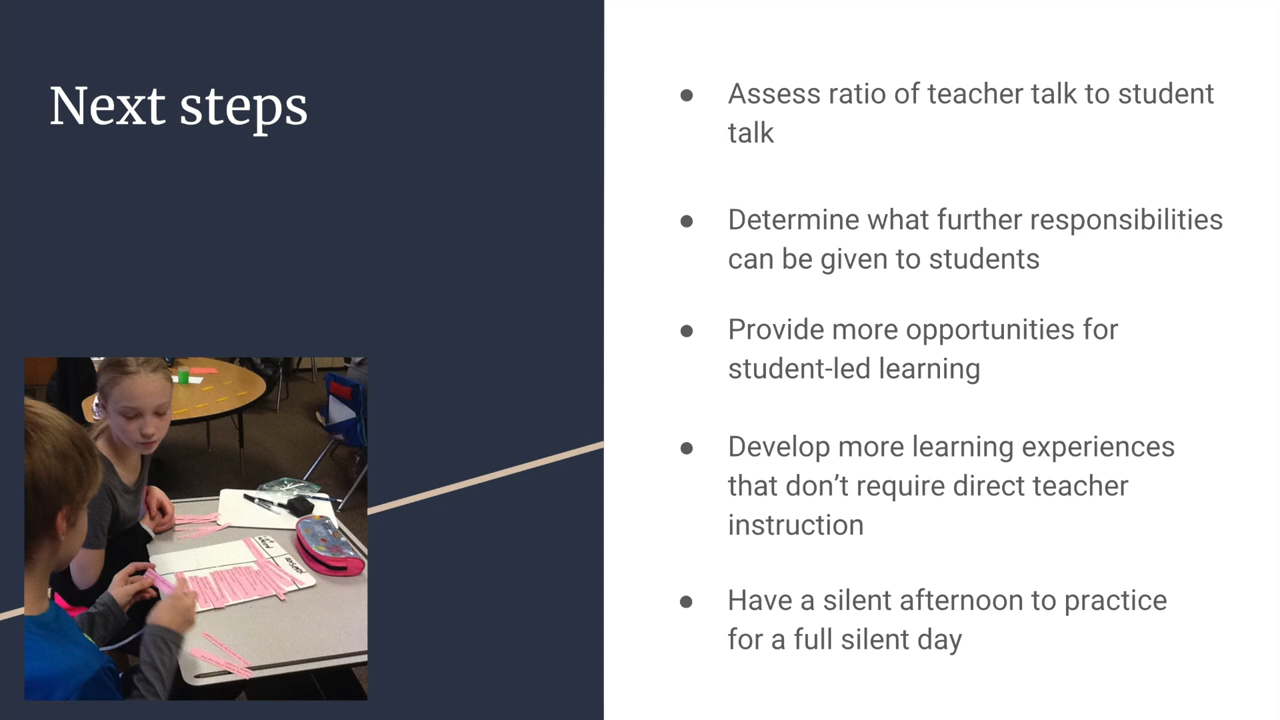 Next steps
● Assess ratio of teacher talk to student
talk
● Determine what further responsibilities
can be given to students
● Provide more opportunities for
student-led learning
● Develop more learning experiences
that don’t require direct teacher
instruction
● Have a silent afternoon to practice
for a full silent day